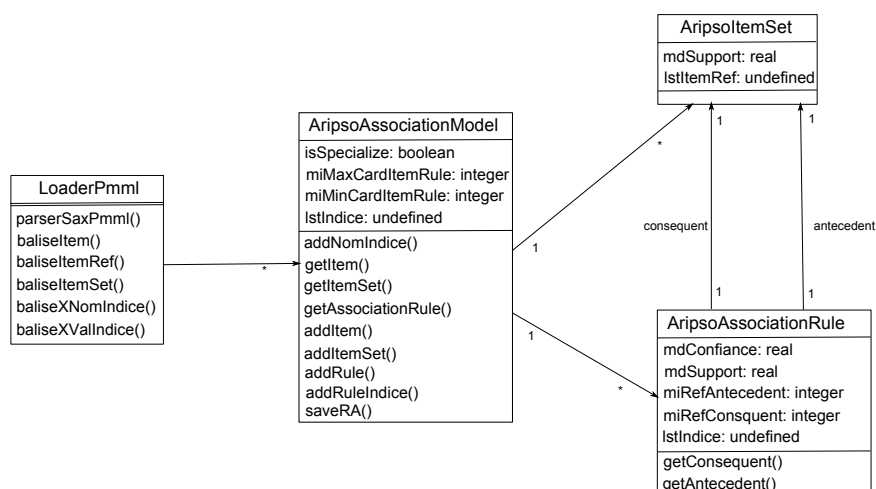 AripsoItemSet
mdSupport: real
lstItemRef: undefined
1
1
*
AripsoAssociationModel
isSpecialize: boolean
miMaxCardItemRule: integer
miMinCardItemRule: integer
lstIndice: undefined
addNomIndice()
getItem()
getItemSet()
getAssociationRule()
addItem()
addItemSet()
addRule()
addRuleIndice()
saveRA()
LoaderPmml
parserSaxPmml()
baliseItem()
baliseItemRef()
baliseItemSet()
baliseXNomIndice()
baliseXValIndice()
*
1
1
*
consequent
antecedent
1
1
AripsoAssociationRule
mdConfiance: real
mdSupport: real
miRefAntecedent: integer
miRefConsquent: integer
lstIndice: undefined
getConsequent()
getAntecedent()